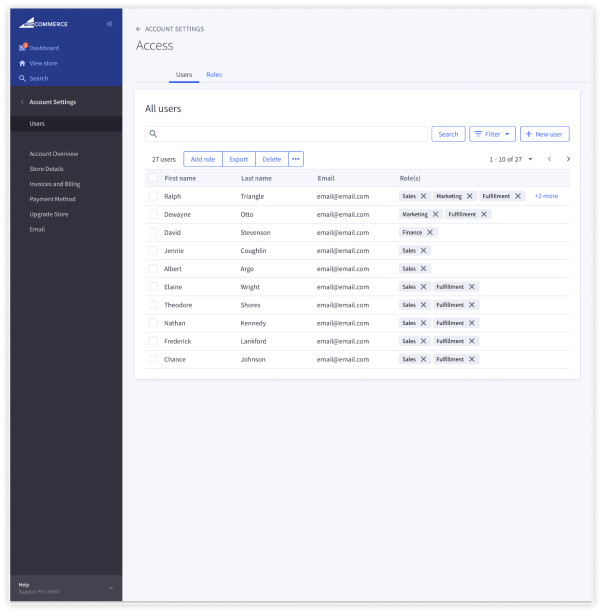 BIGCOMMERCE
Dashboard
View store
Search
Account Settings
Users
Account Overview
Store Details
Invoices and Billng
Payment Method
Upgrade Store
Email
Help
ACCOUNT SETTINGS
Access
Users Roles
All users
Search Filter New user
27 users Add role Export Delete 1 - 10 of 27
First name Last name Email Role(s)
Ralph Triangle email@email.com Sales Marketing Fulfillment +2 more
Dewayne Otto email@email.com Marketing Fulfillment
David Stevenson email@email.com Finance
Jennie Coughlin email@email.com Sales
Albert Argo email@email.com Sales
Elaine Wright email@email.com Sales Fulfillment
Theodore Shores email@email.com Sales Fulfillment
Nathan Kennedy email@email.com Sales Fulfillment
Frederick Lankford email@email.com Sales Fulfillment
Chance Johnson email@email.com Sales Fulfillment